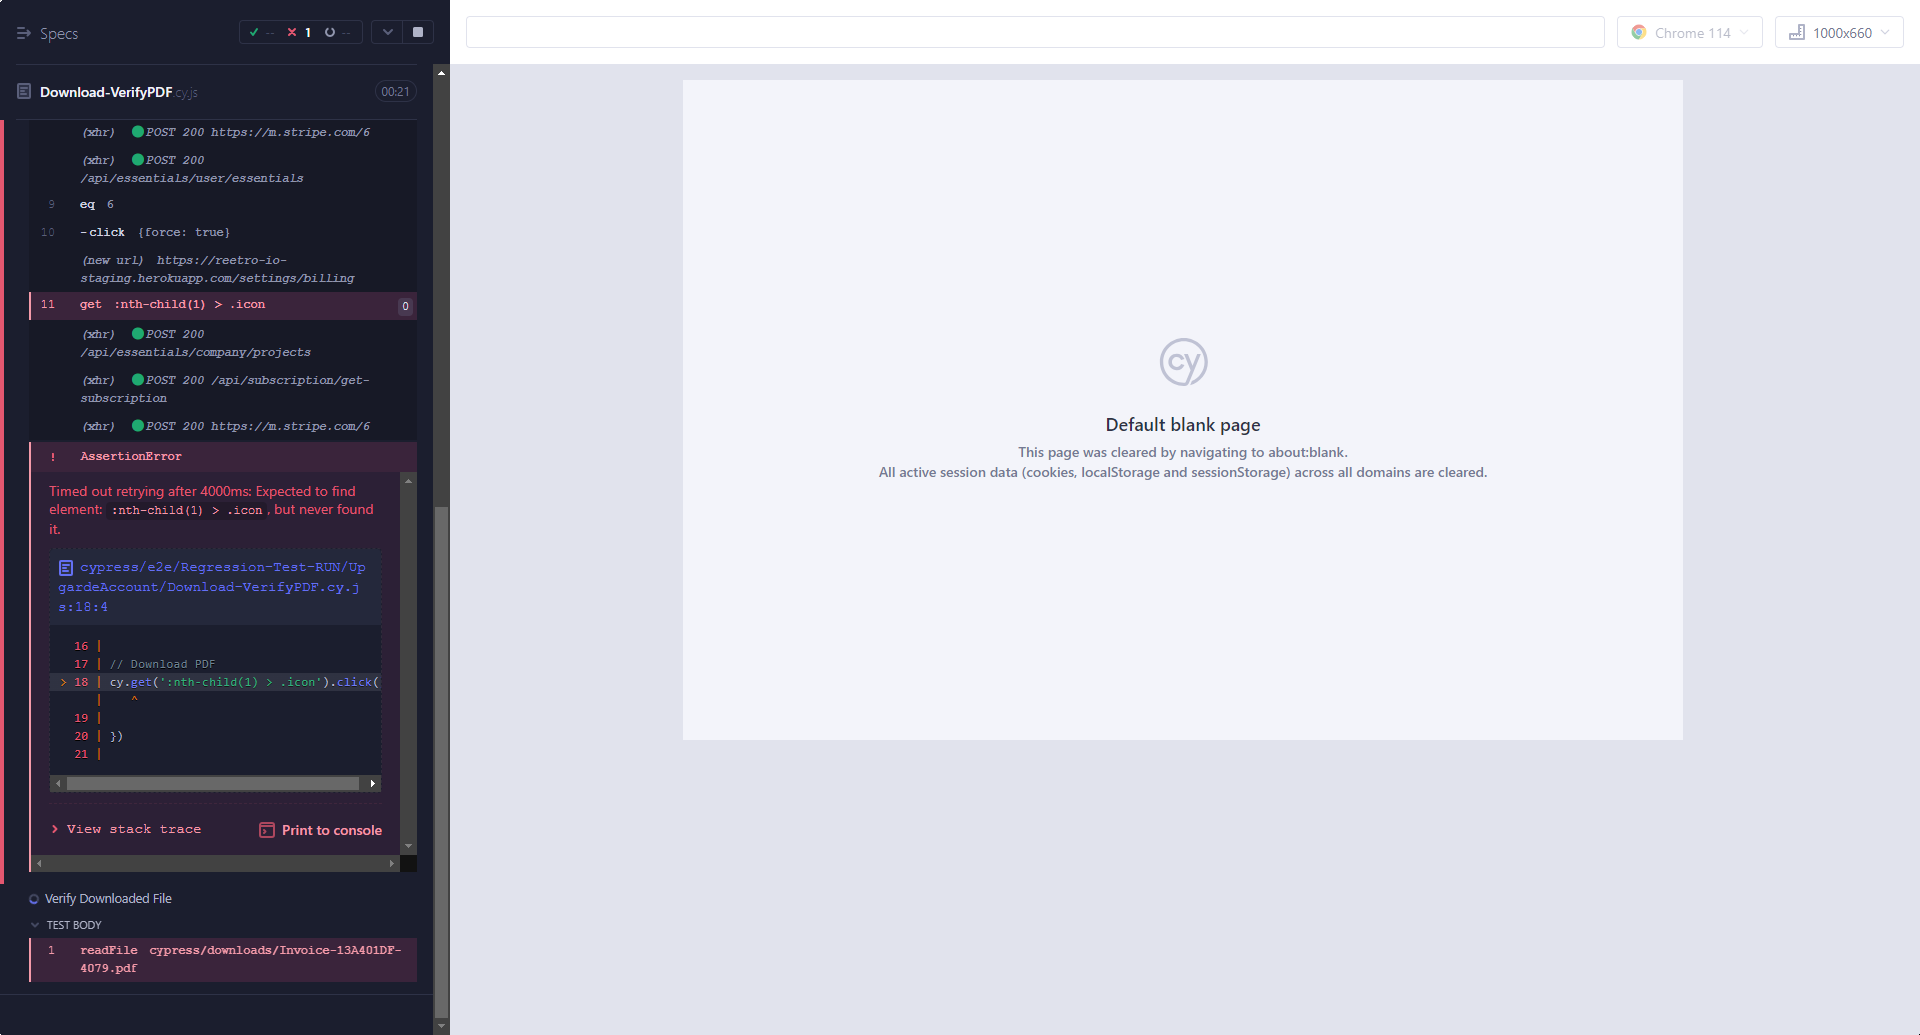 Specs
-- 1 --
Download-VerifyPDF.cy.js 00:21
(xhr) POST 200 https://m.stripe.com/6
(xhr) POST 200
/api/essentials/user/essentials
9 eq 6
10 -click {force: true}
(new url) https://reetro-io-
staging.herokuapp.com/settings/billing
11 get :nth-child(1) > .icon 0
(xhr) POST 200
/api/essentials/company/projects
(xhr) POST 200 /api/subscription/get-
subscription
(xhr) POST 200 https://m.stripe.com/6
! AssertionError
Timed out retrying after 4000ms: Expected to find
element: :nth-child(1) > .icon, but never found
it.
cypress/e2e/Regression-Test-RUN/Up
gardeAccount/Download-VerifyPDF.cy.j
s:18:4
16 |
17 | // Download PDF
> 18 | cy.get(':nth-child(1) > .icon').click(
| ^
19 |
20 | })
21 |
> View stack trace
Print to console
Verify Downloaded File
TEST BODY
1 readFile cypress/downloads/Invoice-13A401DF-
4079.pdf
Chrome 114
1000x660
cy
Default blank page
This page was cleared by navigating to about:blank.
All active session data (cookies, localStorage and sessionStorage) across all domains are cleared.